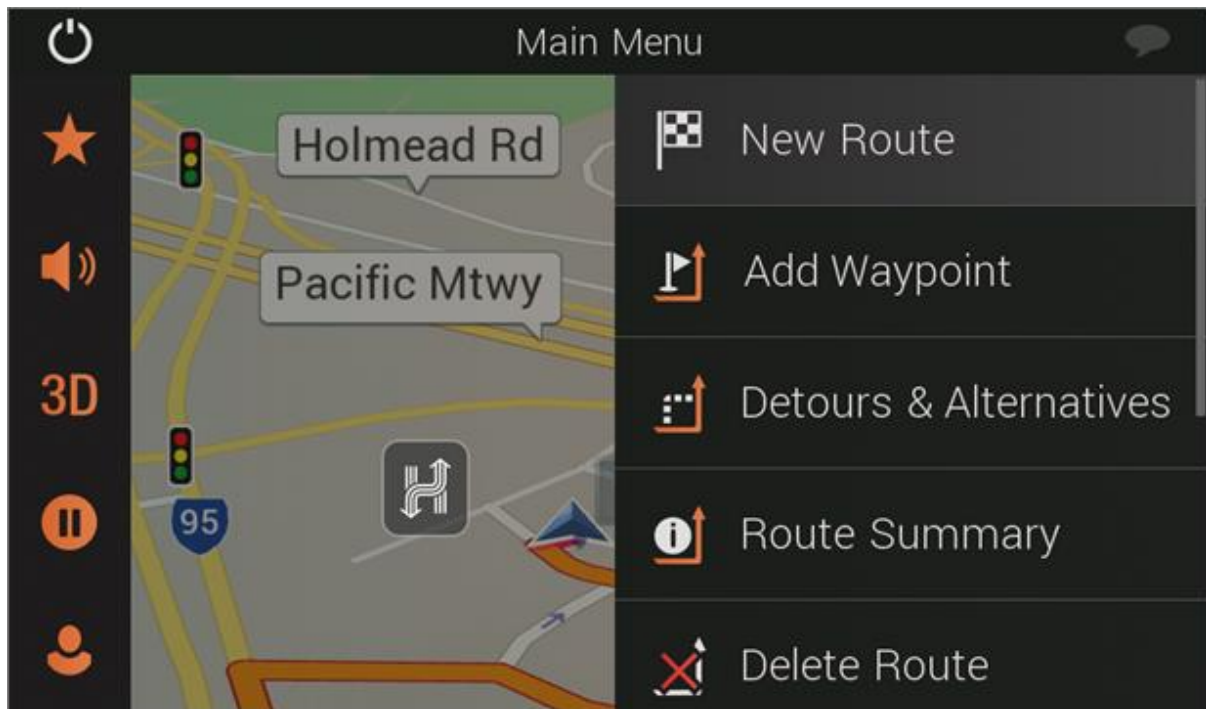 Main Menu
Holmead Rd
Pacific Mtwy
3D
95
New Route
Add Waypoint
Detours & Alternatives
Route Summary
Delete Route